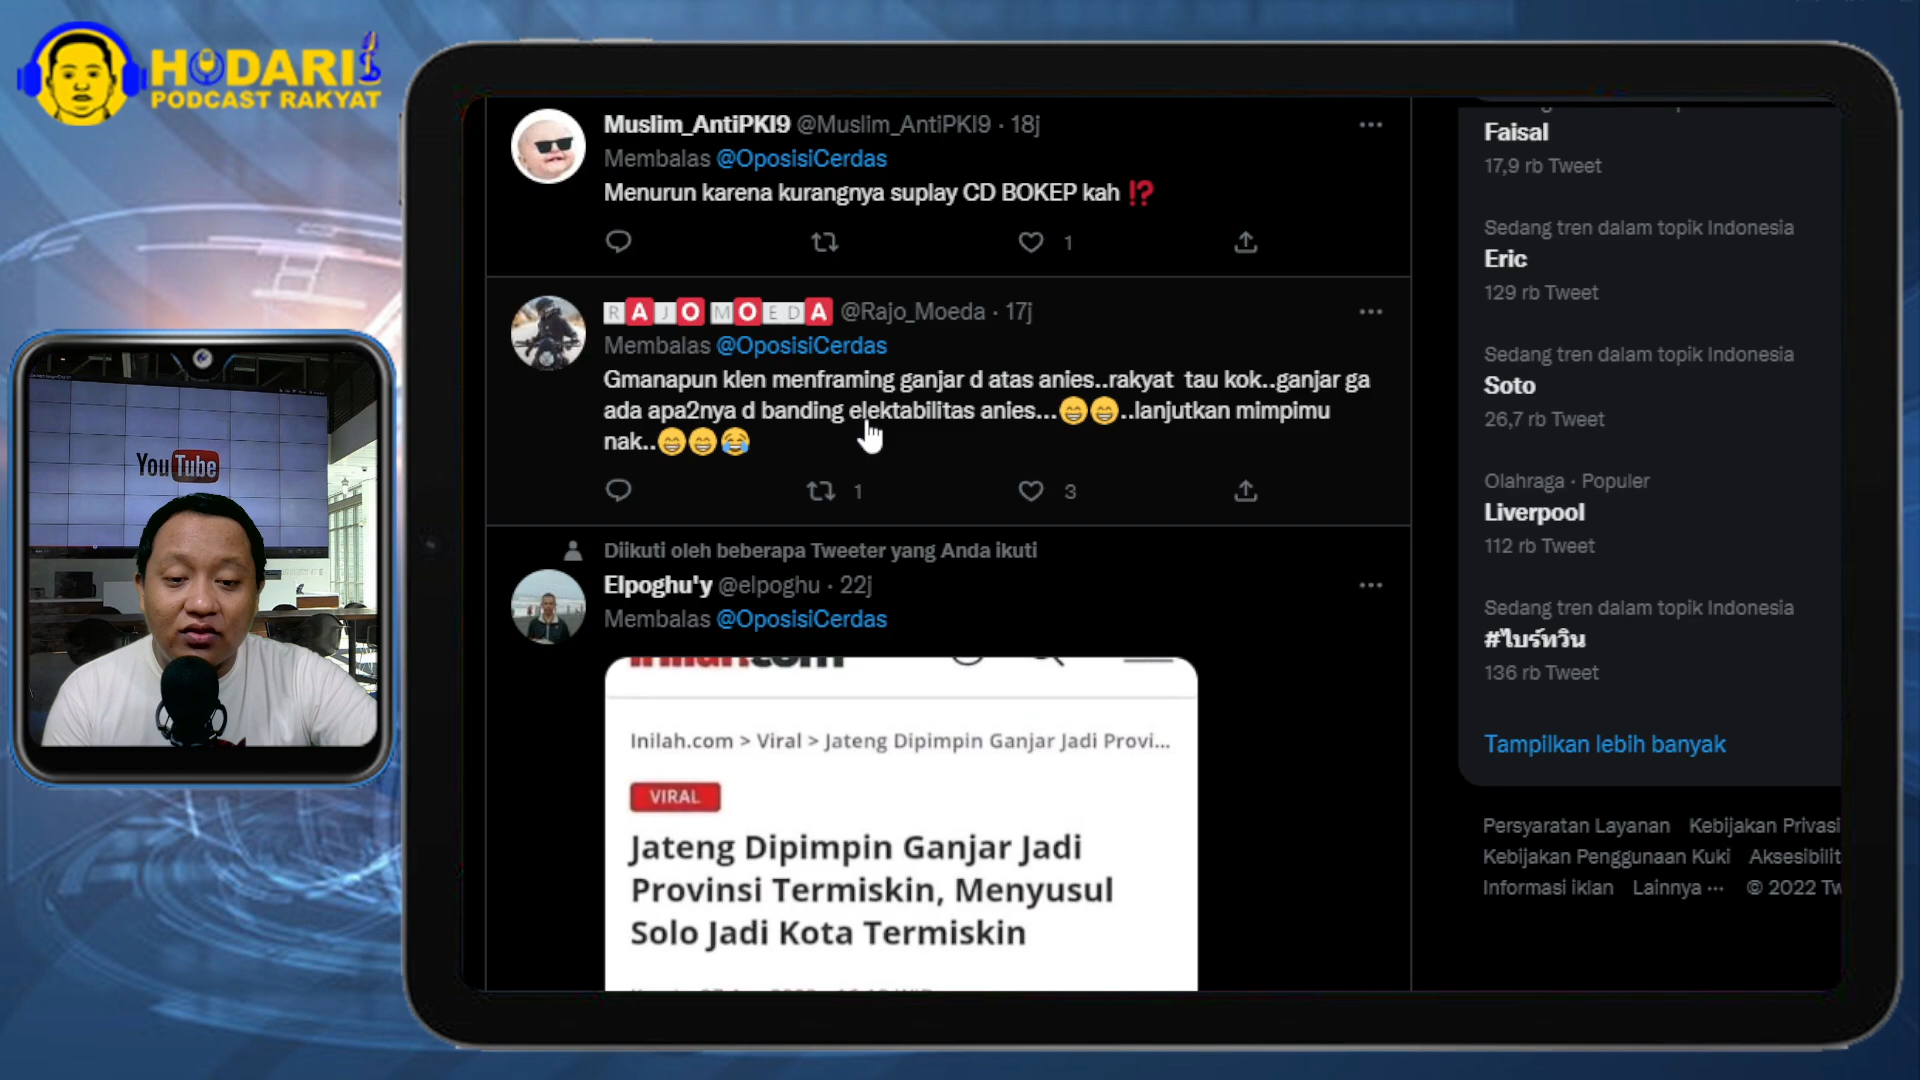 HODARI
PODCAST RAKYAT
YouTube
Muslim_AntiPKI9 @Muslim_AntiPKI9 · 18j
Membalas @OposisiCerdas
Menurun karena kurangnya suplay CD BOKEP kah ⁉️
1
RAJO MOEDA @Rajo_Moeda · 17j
Membalas @OposisiCerdas
Gmanapun klen menframing ganjar d atas anies..rakyat tau kok..ganjar ga
ada apa2nya d banding elektabilitas anies...😁😁..lanjutkan mimpimu
nak..😁😁😂
1 3
Diikuti oleh beberapa Tweeter yang Anda ikuti
Elpoghu'y @elpoghu · 22j
Membalas @OposisiCerdas
Inilah.com > Viral > Jateng Dipimpin Ganjar Jadi Provi...
VIRAL
Jateng Dipimpin Ganjar Jadi
Provinsi Termiskin, Menyusul
Solo Jadi Kota Termiskin
Faisal
17,9 rb Tweet
Sedang tren dalam topik Indonesia
Eric
129 rb Tweet
Sedang tren dalam topik Indonesia
Soto
26,7 rb Tweet
Olahraga · Populer
Liverpool
112 rb Tweet
Sedang tren dalam topik Indonesia
#ไบร์ทวิน
136 rb Tweet
Tampilkan lebih banyak
Persyaratan Layanan Kebijakan Privasi
Kebijakan Penggunaan Kuki Aksesibilit
Informasi iklan Lainnya ··· © 2022 Tw